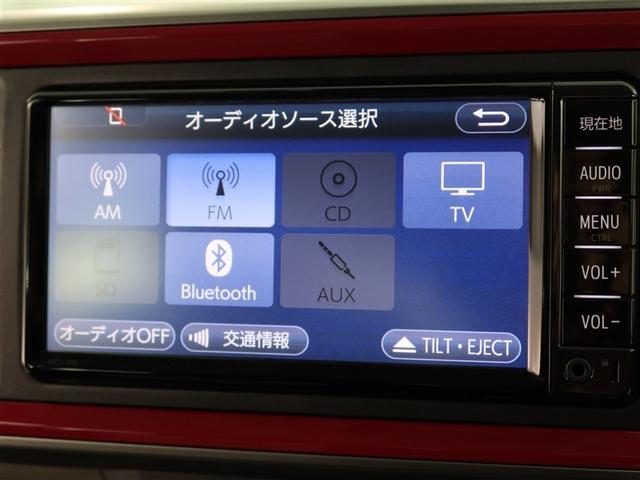 オーディオソース選択
AM
FM
CD
TV
SD
Bluetooth
AUX
オーディオOFF
交通情報
TILT・EJECT
現在地
AUDIO
PWR
MENU
CTRL
VOL+
VOL−